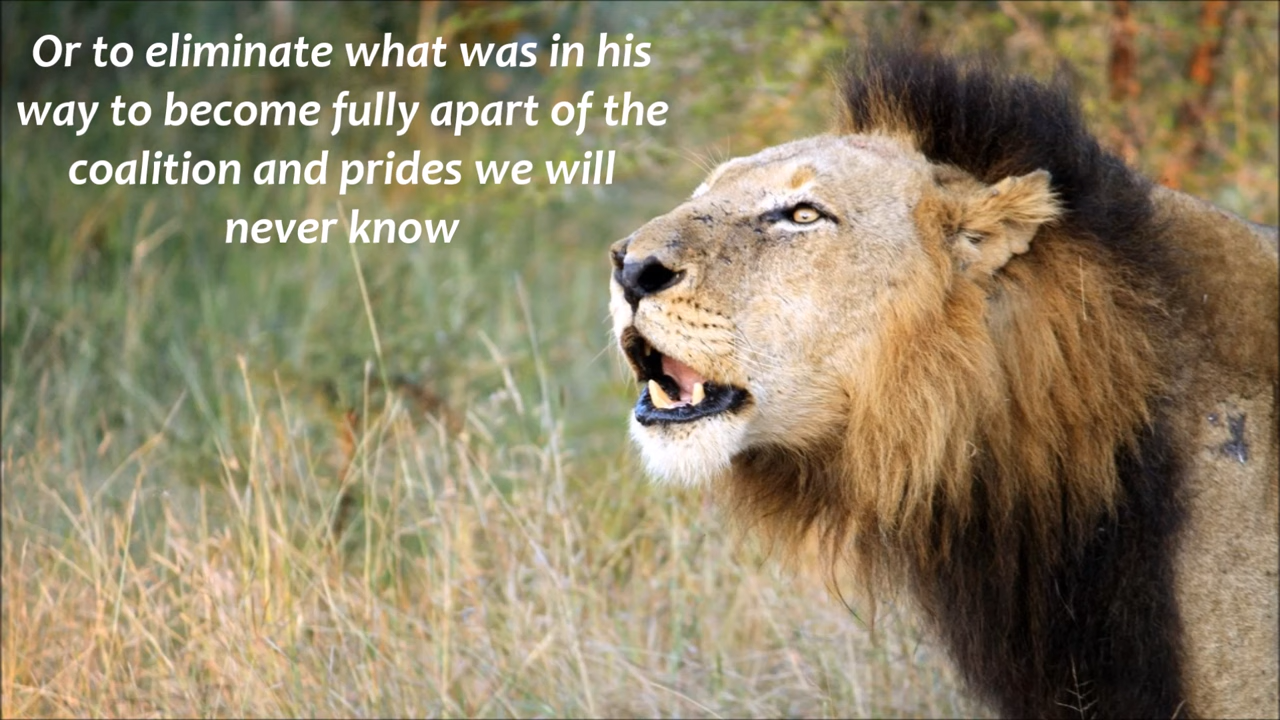 Or to eliminate what was in his
way to become fully apart of the
coalition and prides we will
never know